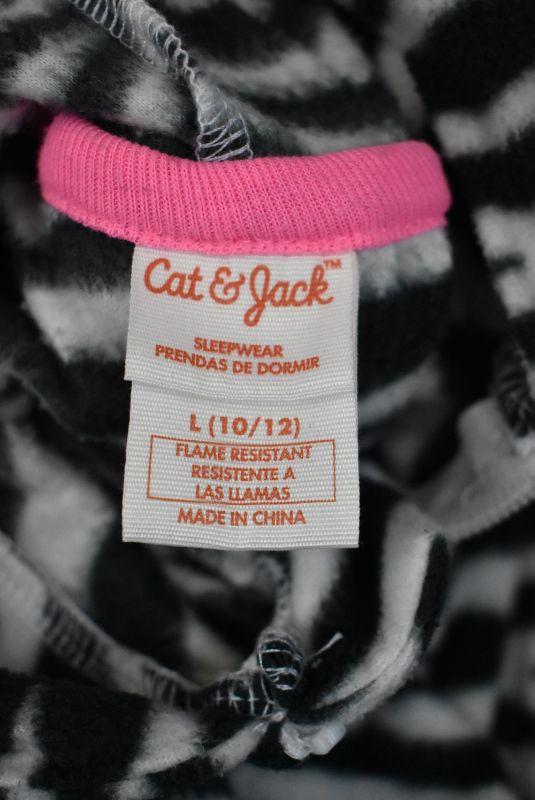 Cat & Jack™
SLEEPWEAR
PRENDAS DE DORMIR
L (10/12)
FLAME RESISTANT
RESISTENTE A
LAS LLAMAS
MADE IN CHINA